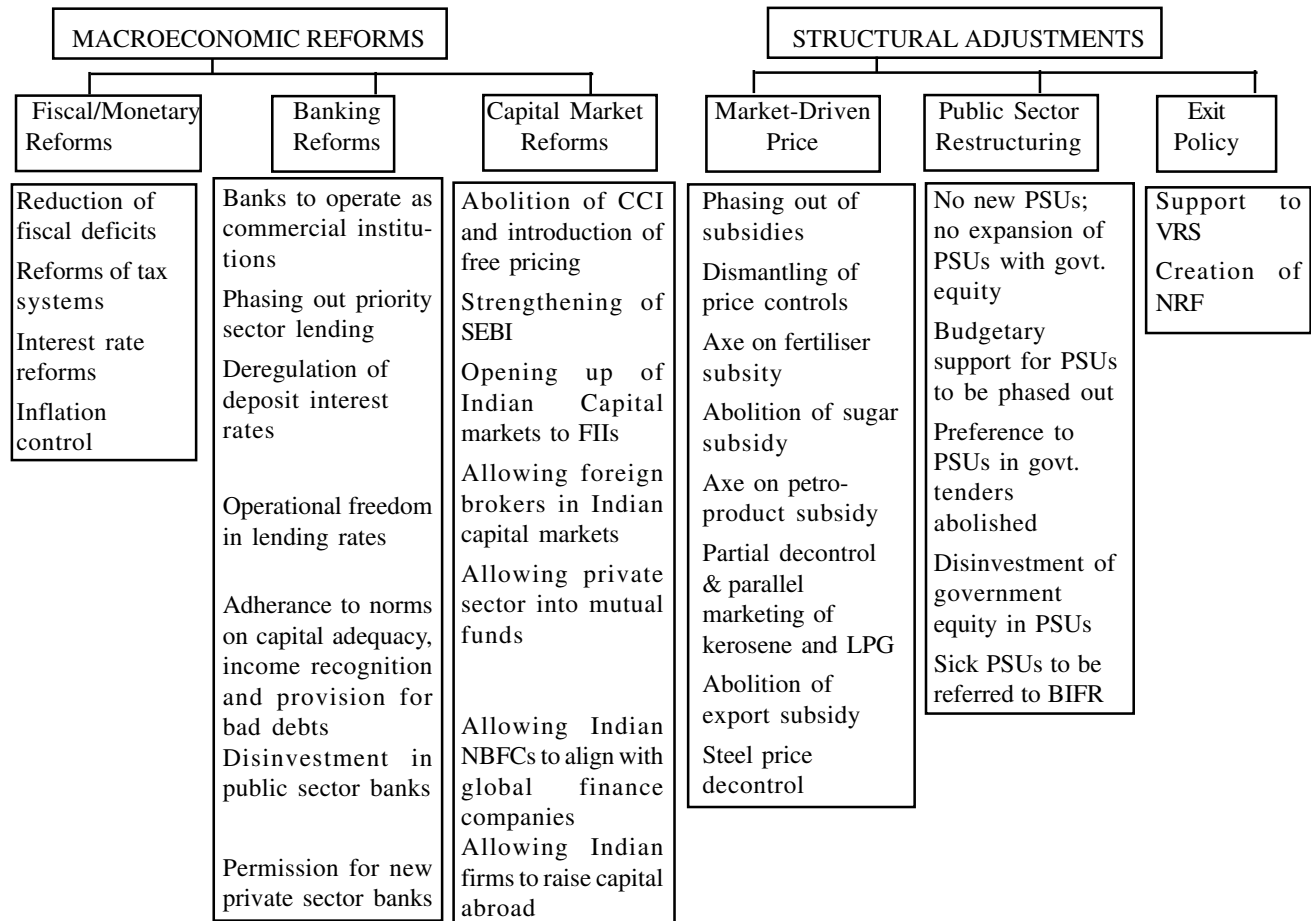 MACROECONOMIC REFORMS
STRUCTURAL ADJUSTMENTS
Fiscal/Monetary
Reforms
Banking
Reforms
Capital Market
Reforms
Market-Driven
Price
Public Sector
Restructuring
Exit
Policy
Reduction of
fiscal deficits
Reforms of tax
systems
Interest rate
reforms
Inflation
control
Banks to operate as
commercial institu-
tions
Phasing out priority
sector lending
Deregulation of
deposit interest
rates
Operational freedom
in lending rates
Adherance to norms
on capital adequacy,
income recognition
and provision for
bad debts
Disinvestment in
public sector banks
Permission for new
private sector banks
Abolition of CCI
and introduction of
free pricing
Strengthening of
SEBI
Opening up of
Indian Capital
markets to FIIs
Allowing foreign
brokers in Indian
capital markets
Allowing private
sector into mutual
funds
Allowing Indian
NBFCs to align with
global finance
companies
Allowing Indian
firms to raise capital
abroad
Phasing out of
subsidies
Dismantling of
price controls
Axe on fertiliser
subsity
Abolition of sugar
subsidy
Axe on petro-
product subsidy
Partial decontrol
& parallel
marketing of
kerosene and LPG
Abolition of
export subsidy
Steel price
decontrol
No new PSUs;
no expansion of
PSUs with govt.
equity
Budgetary
support for PSUs
to be phased out
Preference to
PSUs in govt.
tenders
abolished
Disinvestment of
government
equity in PSUs
Sick PSUs to be
referred to BIFR
Support to
VRS
Creation of
NRF